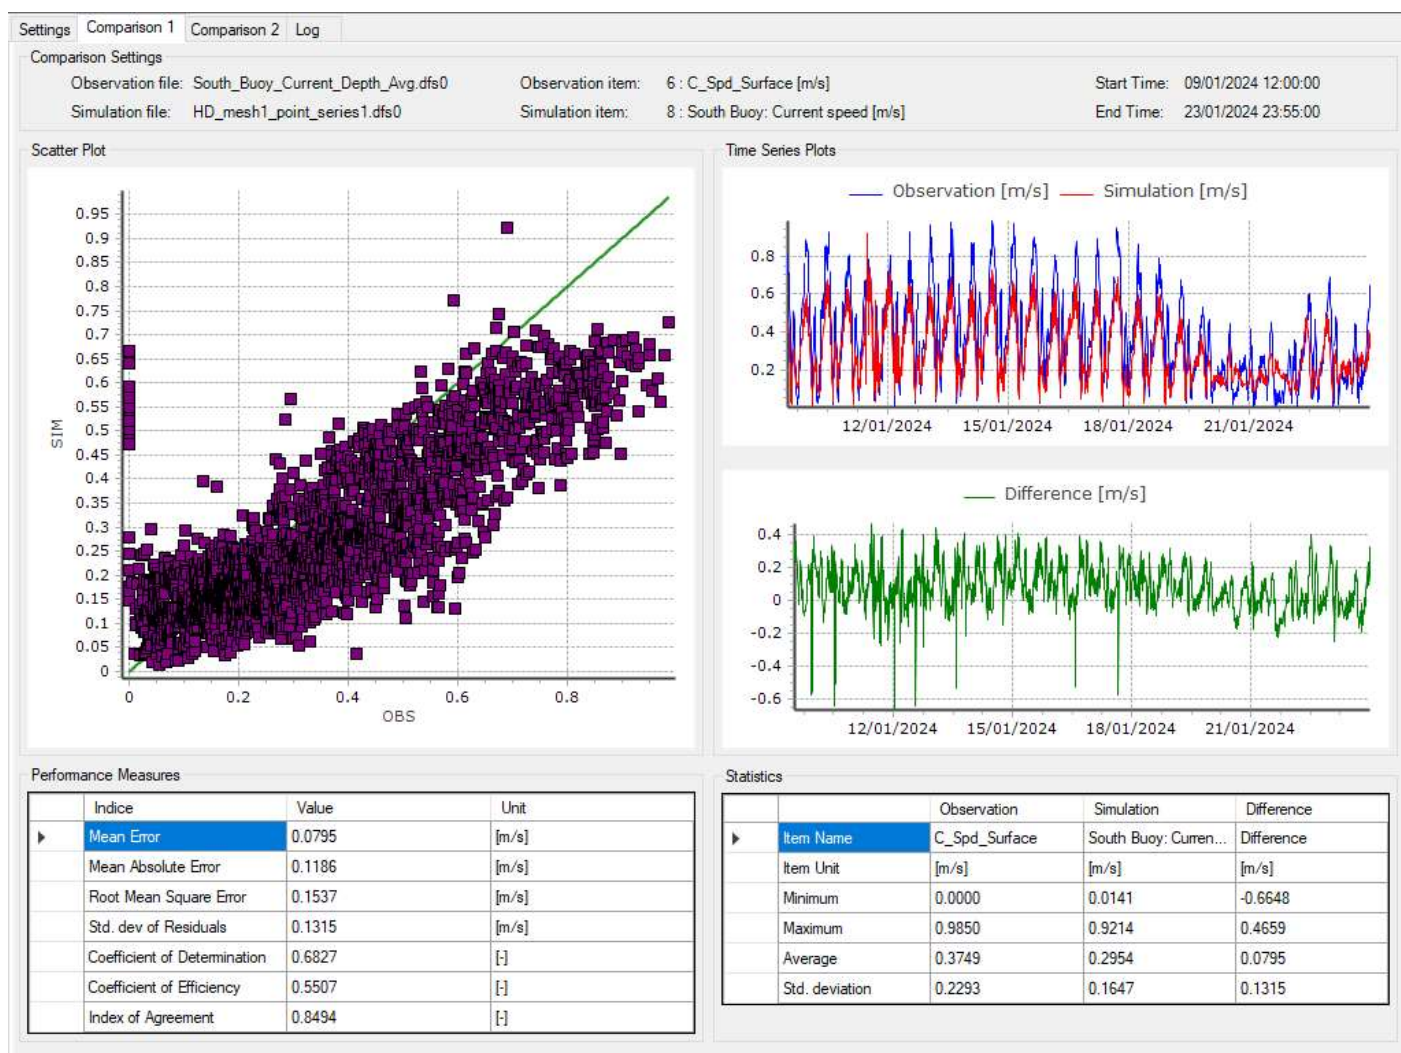 Settings Comparison 1 Comparison 2 Log
Comparison Settings
Observation file: South_Buoy_Current_Depth_Avg.dfs0 Observation item: 6 : C_Spd_Surface [m/s] Start Time: 09/01/2024 12:00:00
Simulation file: HD_mesh1_point_series1.dfs0 Simulation item: 8 : South Buoy: Current speed [m/s] End Time: 23/01/2024 23:55:00
Scatter Plot
0.95
0.9
0.85
0.8
0.75
0.7
0.65
0.6
0.55
0.5
0.45
0.4
0.35
0.3
0.25
0.2
0.15
0.1
0.05
0
SIM
0 0.2 0.4 0.6 0.8
OBS
Time Series Plots
Observation [m/s] Simulation [m/s]
0.8
0.6
0.4
0.2
12/01/2024 15/01/2024 18/01/2024 21/01/2024
Difference [m/s]
0.4
0.2
0
-0.2
-0.4
-0.6
12/01/2024 15/01/2024 18/01/2024 21/01/2024
Performance Measures
Indice Value Unit
Mean Error 0.0795 [m/s]
Mean Absolute Error 0.1186 [m/s]
Root Mean Square Error 0.1537 [m/s]
Std. dev of Residuals 0.1315 [m/s]
Coefficient of Determination 0.6827 [-]
Coefficient of Efficiency 0.5507 [-]
Index of Agreement 0.8494 [-]
Statistics
Observation Simulation Difference
Item Name C_Spd_Surface South Buoy: Curren... Difference
Item Unit [m/s] [m/s] [m/s]
Minimum 0.0000 0.0141 -0.6648
Maximum 0.9850 0.9214 0.4659
Average 0.3749 0.2954 0.0795
Std. deviation 0.2293 0.1647 0.1315